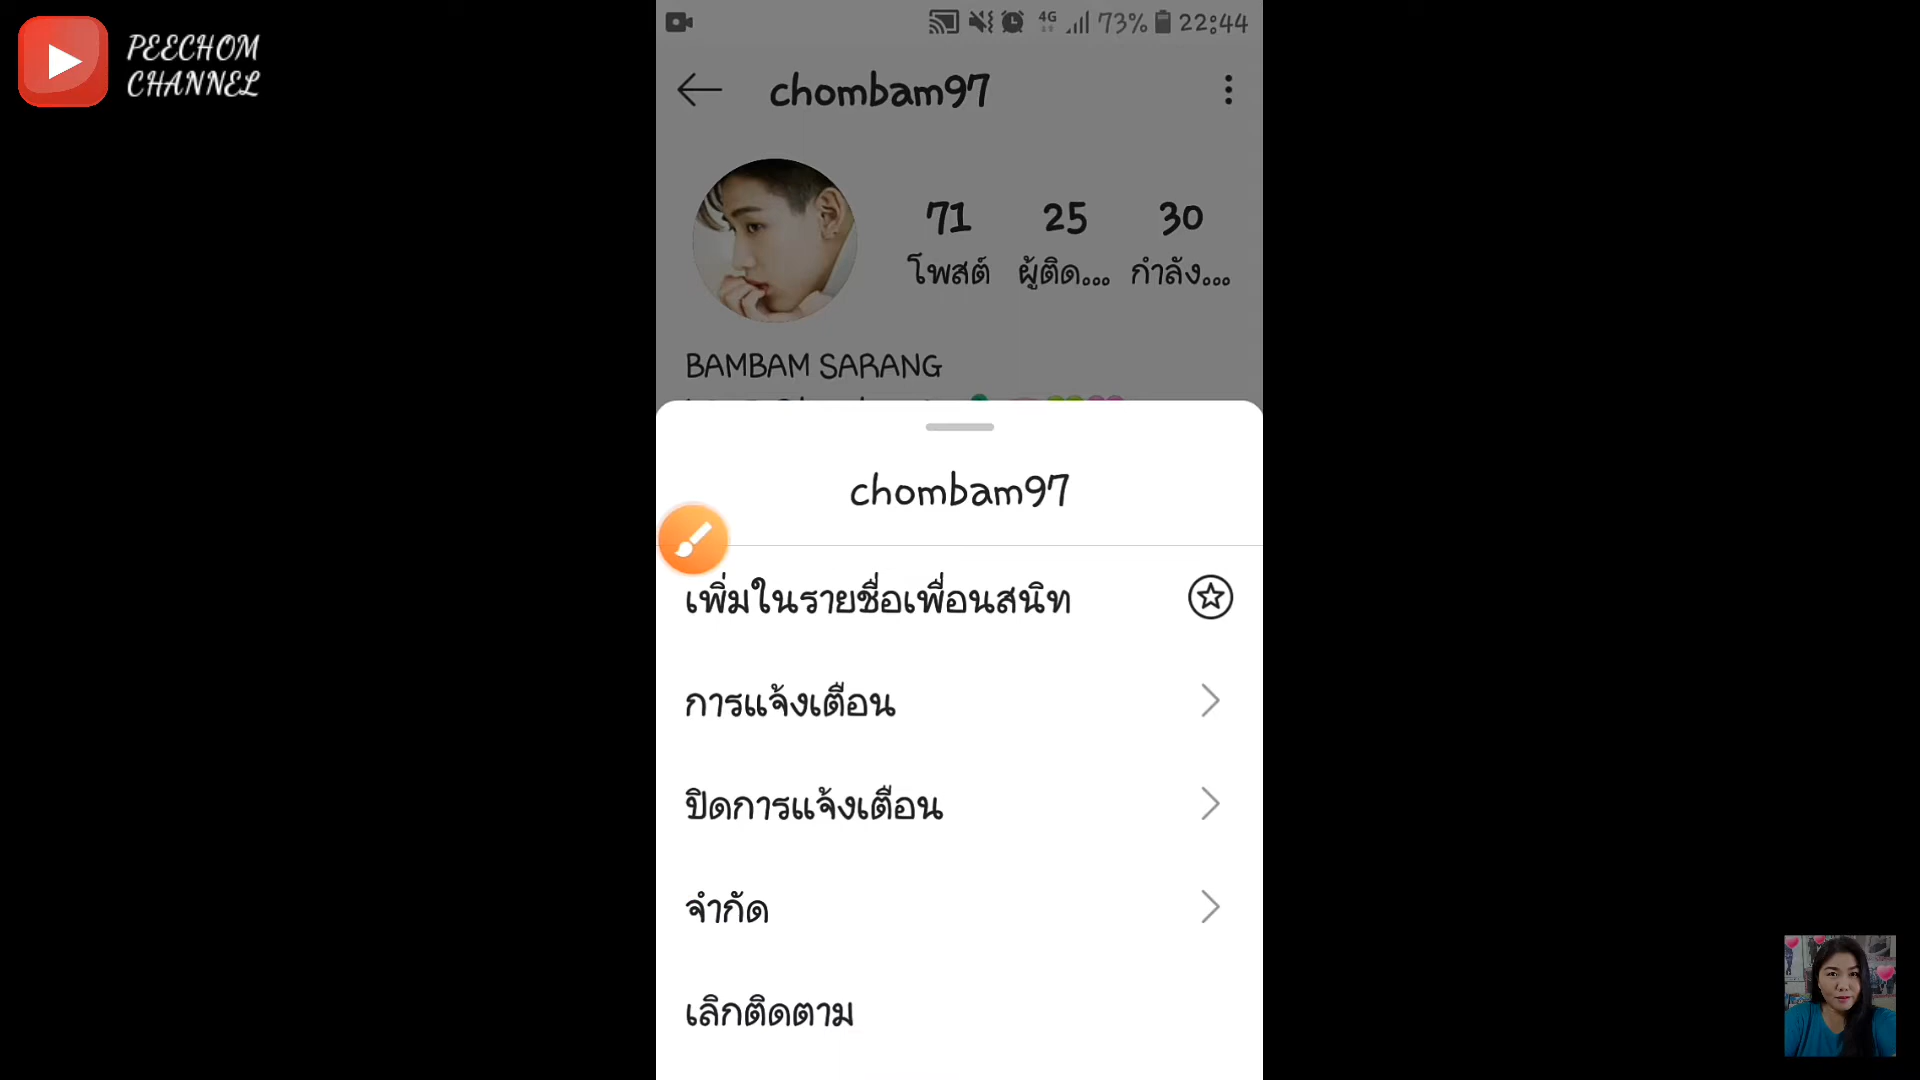 PEECHOM
CHANNEL
4G
73%
22:44
chombam97
71
25
30
โพสต์
ผู้ติด...
กำลัง...
BAMBAM SARANG
chombam97
เพิ่มในรายชื่อเพื่อนสนิท
การแจ้งเตือน
ปิดการแจ้งเตือน
จำกัด
เลิกติดตาม